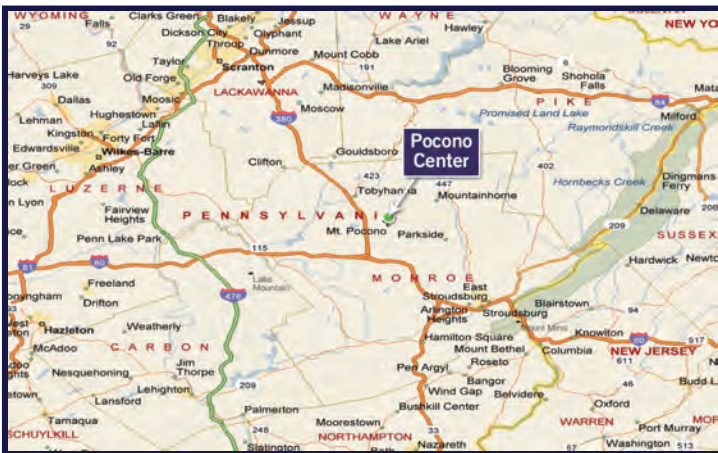 WYOMING
Falls
Clarks Green
Blakely
Jessup
WAYNE
Hawley
NEW YO
29
Dickson City
Olyphant
Lake Ariel
92
Throop
Dunmore
Mount Cobb
6
Taylor
Scranton
191
Blooming Grove
Shohola Falls
Harveys Lake
Old Forge
LACKAWANNA
Madisonville
84
309
Moosic
PIKE
Dallas
Hughestown
380
Moscow
Promised Land Lake
Milford
Lehman
Laflin
Raymondskill Creek
Kingston
Forty Fort
Pocono Center
Edwardsville
Wilkes-Barre
Gouldsboro
402
Ashley
Clifton
423
Hornbecks Creek
Dingmans Ferry
LUZERNE
Tobyhanna
447
Mountainhome
206
n Lyon
Fairview Heights
PENNSYLVANI
Delaware
209
Mt. Pocono
Parkside
SUSSEX
Penn Lake Park
115
Hardwick
Newto
81
80
Lake Mountain
MONROE
Freeland
476
East Stroudsburg
Drifton
Arlington Heights
Stroudsburg
Blairstown
94
Hazleton
Weatherly
Hamilton Square
Knowlton
80
517
McAdoo
CARBON
Mount Bethel
Columbia
NEW JERSEY
Nesquehoning
Jim Thorpe
Pen Argyl
Roseto
611
46
Lansford
Lehighton
209
Wind Gap
Bangor
Budd L
Bushkill Center
Belvidere
Oxford
Tamaqua
Palmerton
Moorestown
33
WARREN
Port Murray
SCHUYLKILL
248
Slatington
NORTHAMPTON
Bath
Nazareth
Washington
513